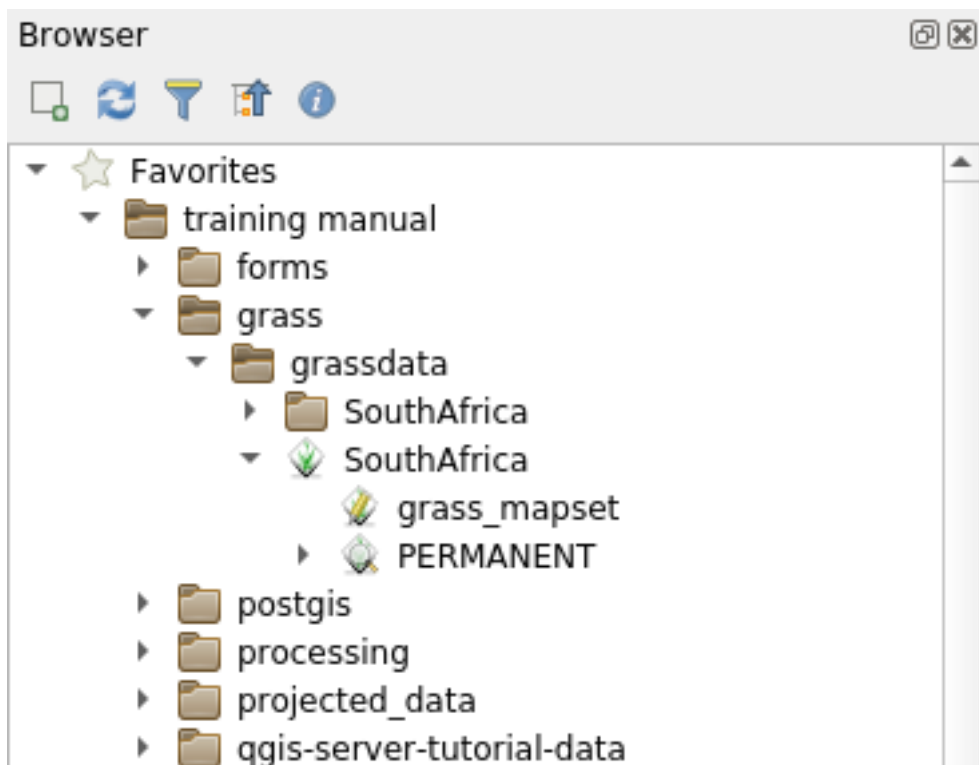 Browser
Favorites
training manual
forms
grass
grassdata
SouthAfrica
SouthAfrica
grass_mapset
PERMANENT
postgis
processing
projected_data
qgis-server-tutorial-data